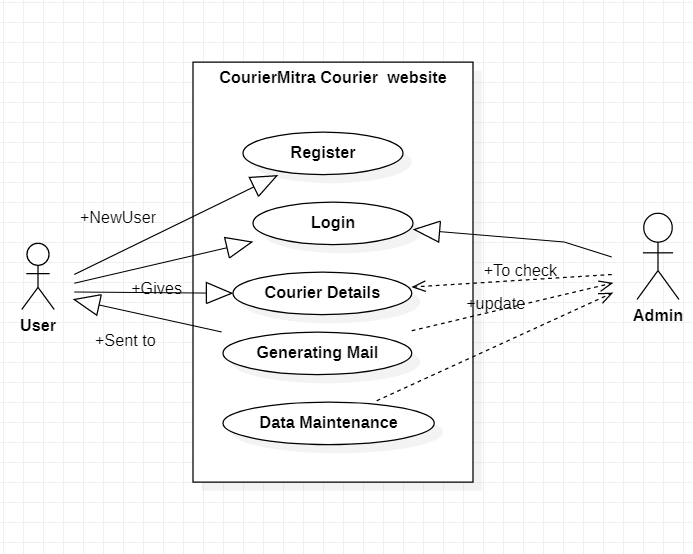 CourierMitra Courier  website
Register
+NewUser
Login
+To check
+Gives
Courier Details
+update
User
Admin
+Sent to
Generating Mail
Data Maintenance